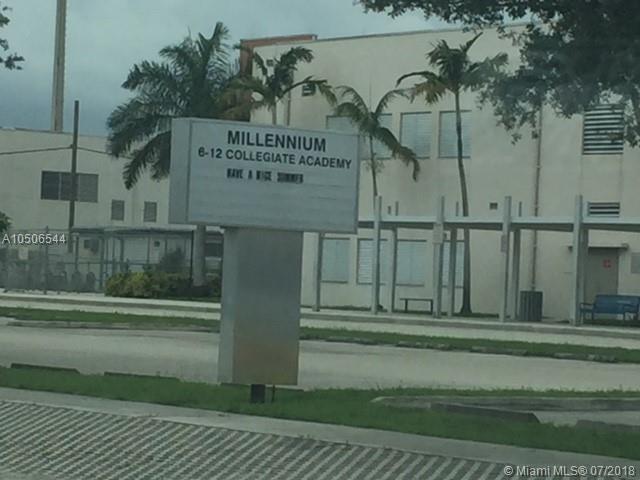 MILLENNIUM
6-12 COLLEGIATE ACADEMY
HAVE A NICE SUMMER
A10506544
© Miami MLS® 07/2018